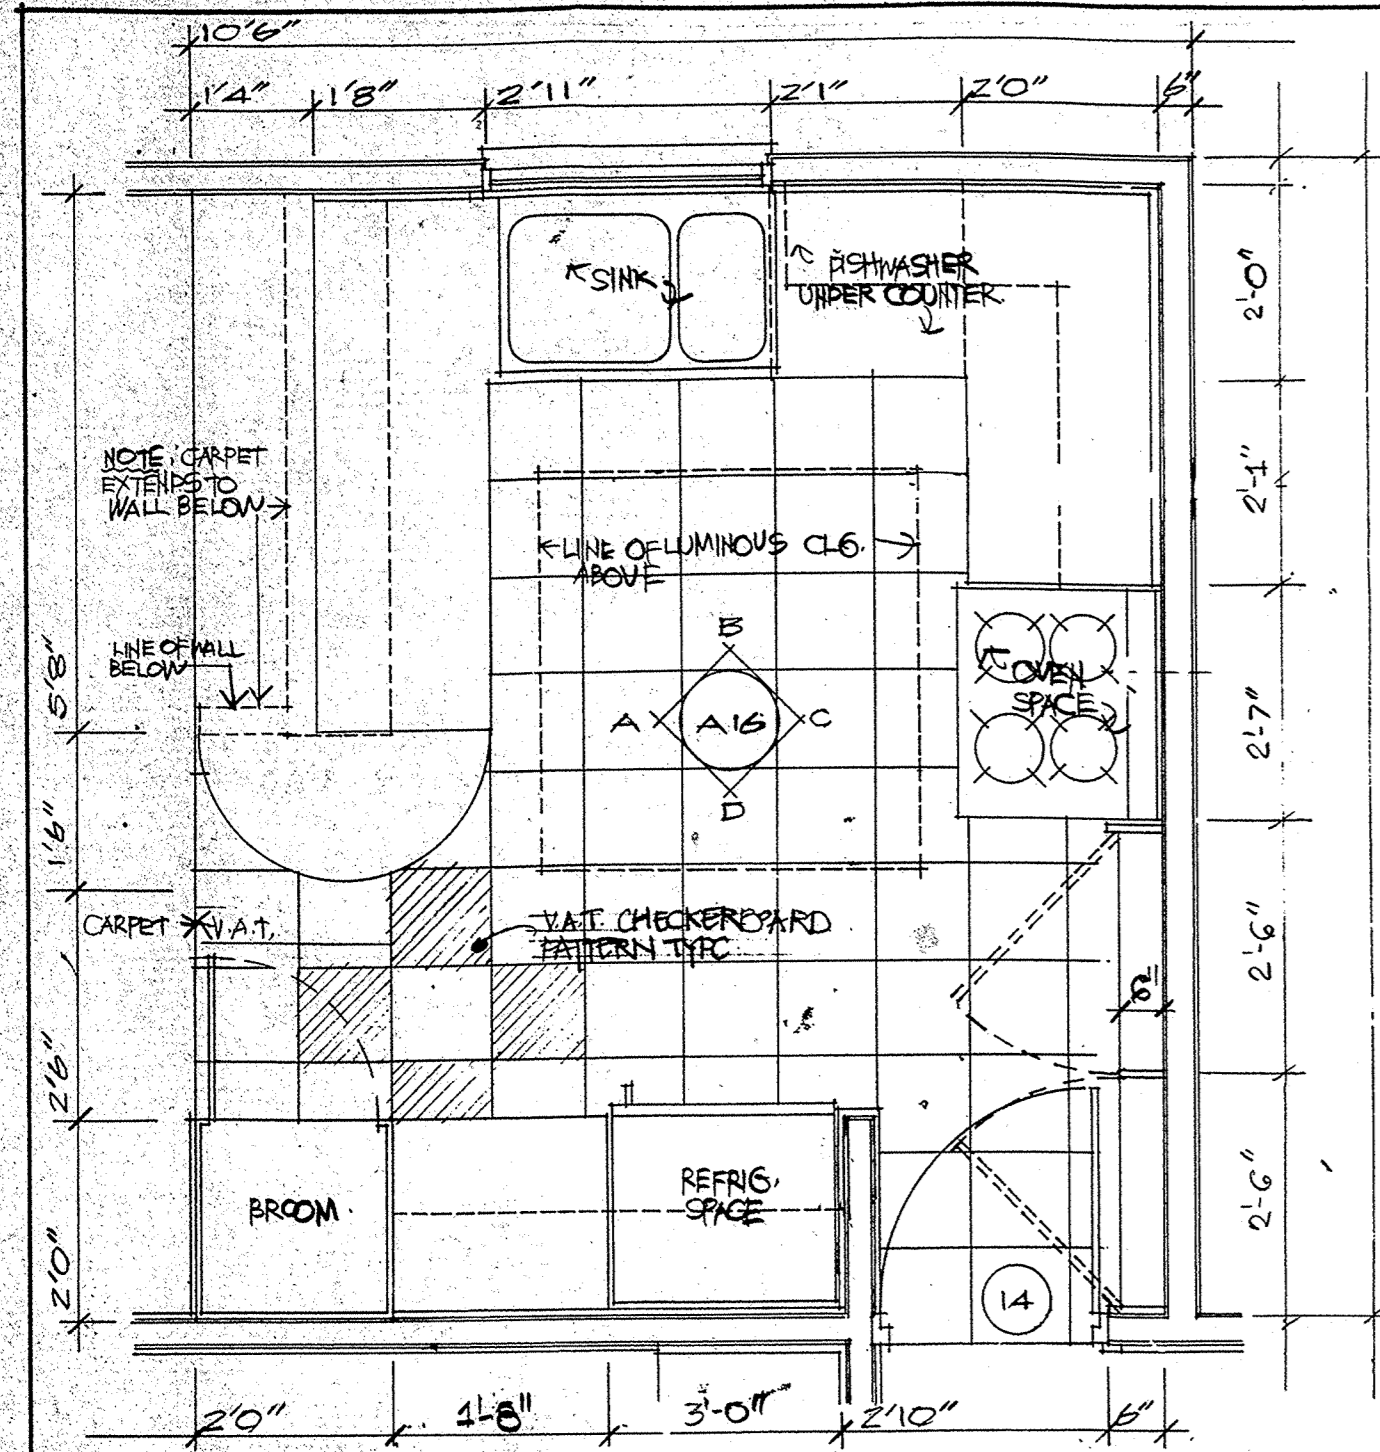 10'6"
1'4" 1'8" 2'11" 2'1" 2'0" 6"
SINK
DISHWASHER
UNDER COUNTER
2'-0"
NOTE: CARPET
EXTENDS TO
WALL BELOW
2'-1"
LINE OF LUMINOUS CLG.
ABOVE
LINE OF WALL
BELOW
5'8"
B
A A16 C
D
OVEN
SPACE
2'-7"
1'6"
CARPET V.A.T.
V.A.T. CHECKERBOARD
PATTERN TYPC
2'-6"
6"
2'6"
BROOM
REFRIG.
SPACE
2'-6"
2'0"
14
2'0" 1'-8" 3'-0" 2'10" 6"